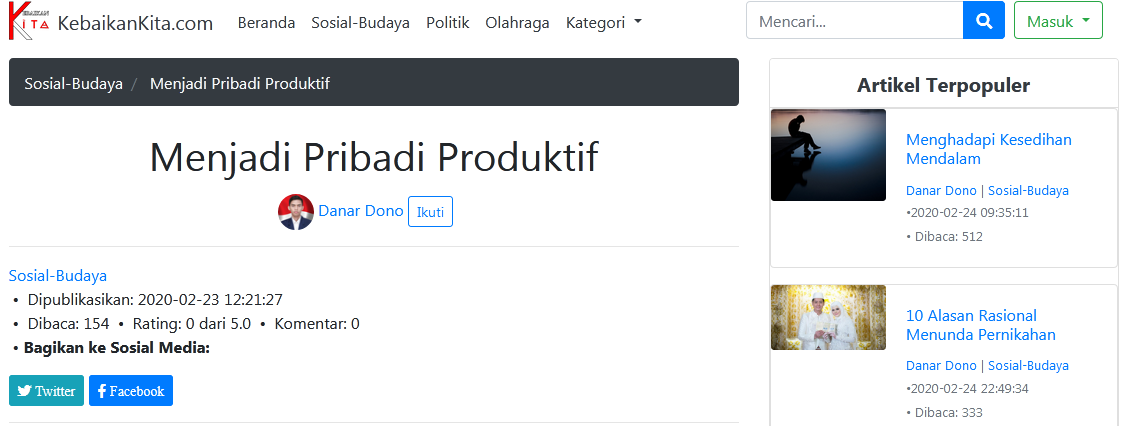 KEBAIKAN
KITA
KebaikanKita.com
Beranda
Sosial-Budaya
Politik
Olahraga
Kategori
Mencari...
Masuk
Sosial-Budaya / Menjadi Pribadi Produktif
Menjadi Pribadi Produktif
Danar Dono
Ikuti
Sosial-Budaya
• Dipublikasikan: 2020-02-23 12:21:27
• Dibaca: 154 • Rating: 0 dari 5.0 • Komentar: 0
• Bagikan ke Sosial Media:
Twitter
Facebook
Artikel Terpopuler
Menghadapi Kesedihan
Mendalam
Danar Dono | Sosial-Budaya
•2020-02-24 09:35:11
• Dibaca: 512
10 Alasan Rasional
Menunda Pernikahan
Danar Dono | Sosial-Budaya
•2020-02-24 22:49:34
• Dibaca: 333